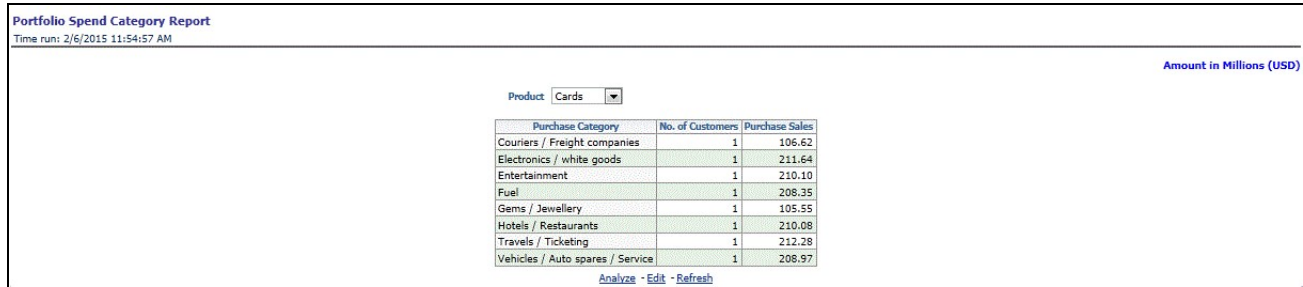 Portfolio Spend Category Report
Time run: 2/6/2015 11:54:57 AM
Amount in Millions (USD)
Product Cards
Purchase Category No. of Customers Purchase Sales
Couriers / Freight companies 1 106.62
Electronics / white goods 1 211.64
Entertainment 1 210.10
Fuel 1 208.35
Gems / Jewellery 1 105.55
Hotels / Restaurants 1 210.08
Travels / Ticketing 1 212.28
Vehicles / Auto spares / Service 1 208.97
Analyze - Edit - Refresh